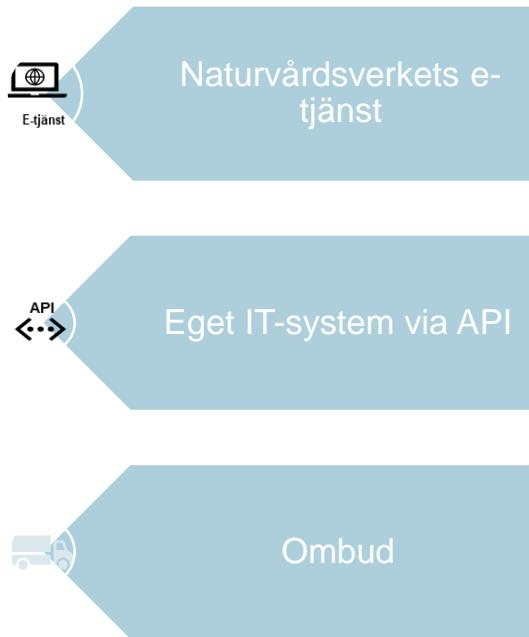 Naturvårdsverkets e-
tjänst
E-tjänst
API
Eget IT-system via API
Ombud